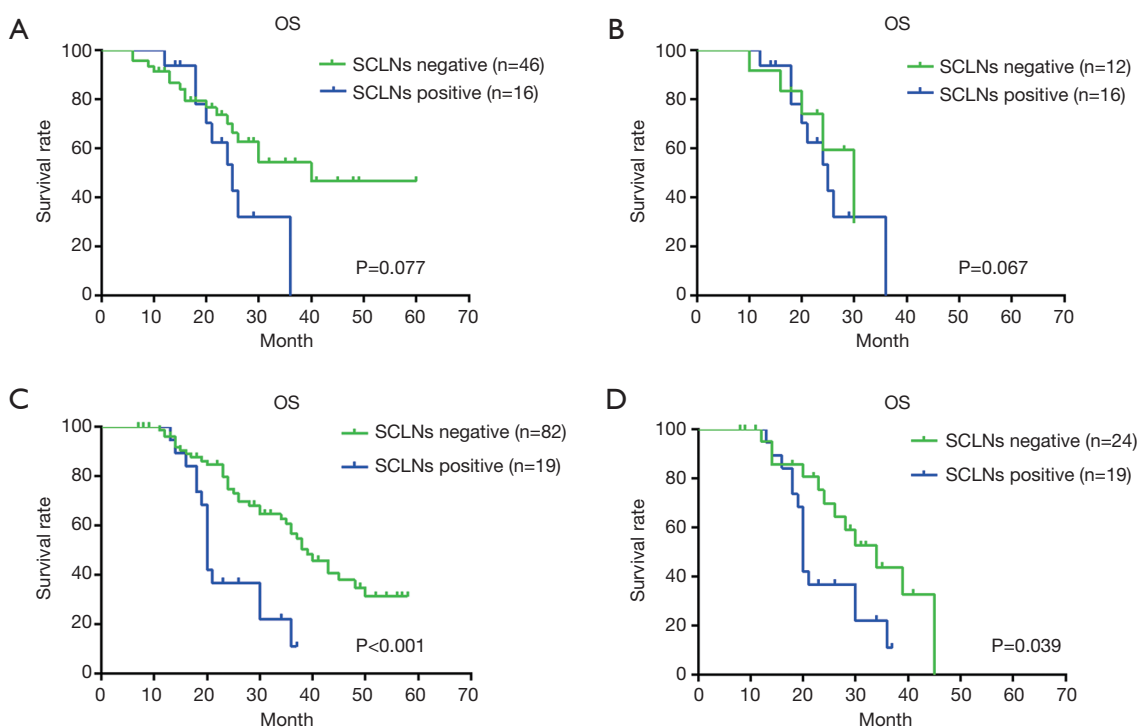 A
OS
SCLNs negative (n=46)
SCLNs positive (n=16)
Survival rate
100
80
60
40
20
0
P=0.077
0 10 20 30 40 50 60 70
Month
B
OS
SCLNs negative (n=12)
SCLNs positive (n=16)
Survival rate
100
80
60
40
20
0
P=0.067
0 10 20 30 40 50 60 70
Month
C
OS
SCLNs negative (n=82)
SCLNs positive (n=19)
Survival rate
100
80
60
40
20
0
P<0.001
0 10 20 30 40 50 60 70
Month
D
OS
SCLNs negative (n=24)
SCLNs positive (n=19)
Survival rate
100
80
60
40
20
0
P=0.039
0 10 20 30 40 50 60 70
Month